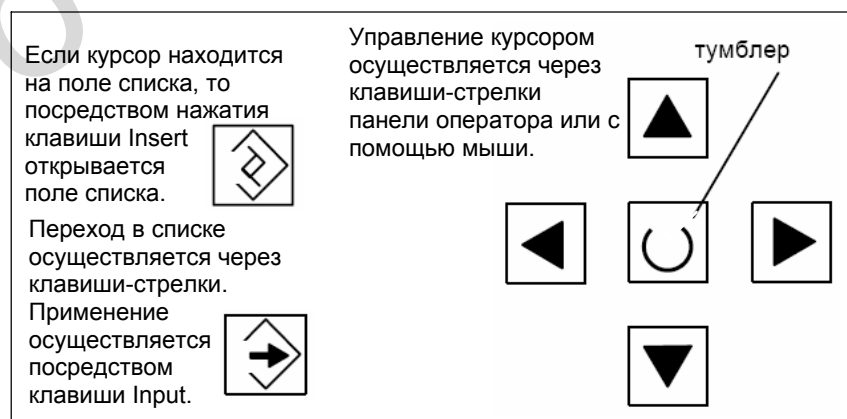 Если курсор находится
на поле списка, то
посредством нажатия
клавиши Insert
открывается
поле списка.
Переход в списке
осуществляется через
клавиши-стрелки.
Применение
осуществляется
посредством
клавиши Input.
Управление курсором
осуществляется через
клавиши-стрелки
панели оператора или с
помощью мыши.
тумблер